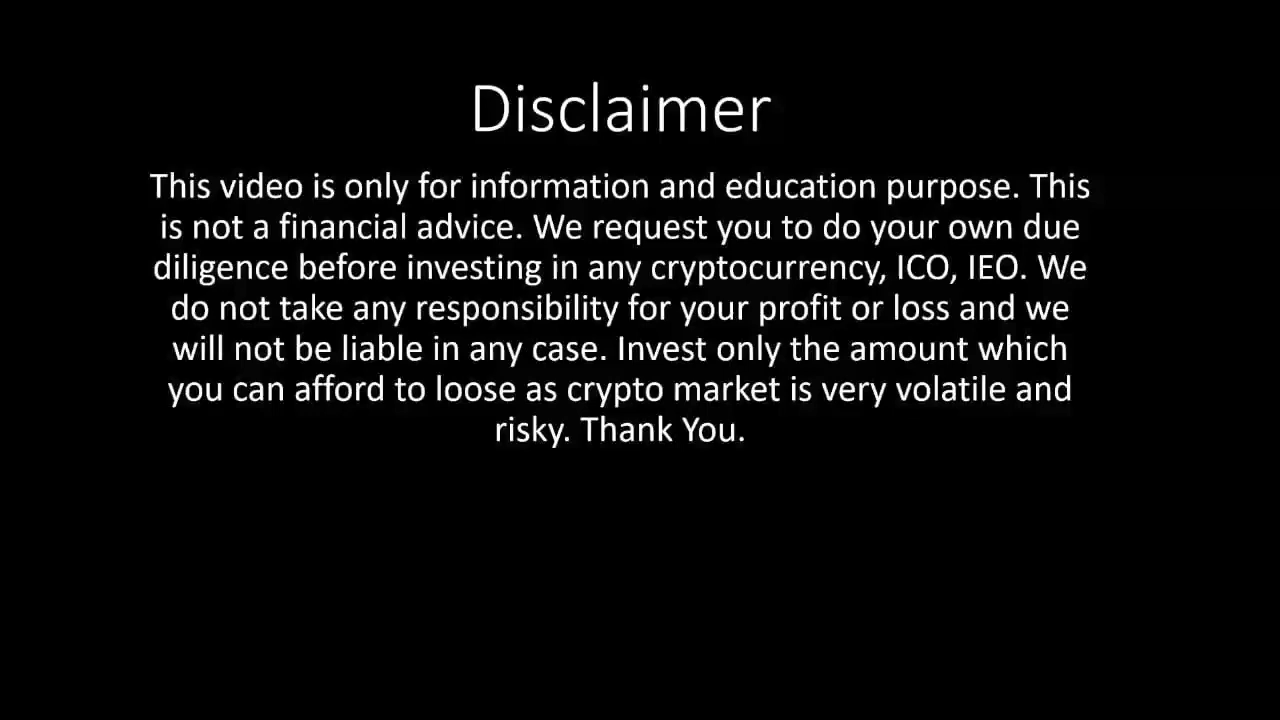 Disclaimer
This video is only for information and education purpose. This
is not a financial advice. We request you to do your own due
diligence before investing in any cryptocurrency, ICO, IEO. We
do not take any responsibility for your profit or loss and we
will not be liable in any case. Invest only the amount which
you can afford to loose as crypto market is very volatile and
risky. Thank You.